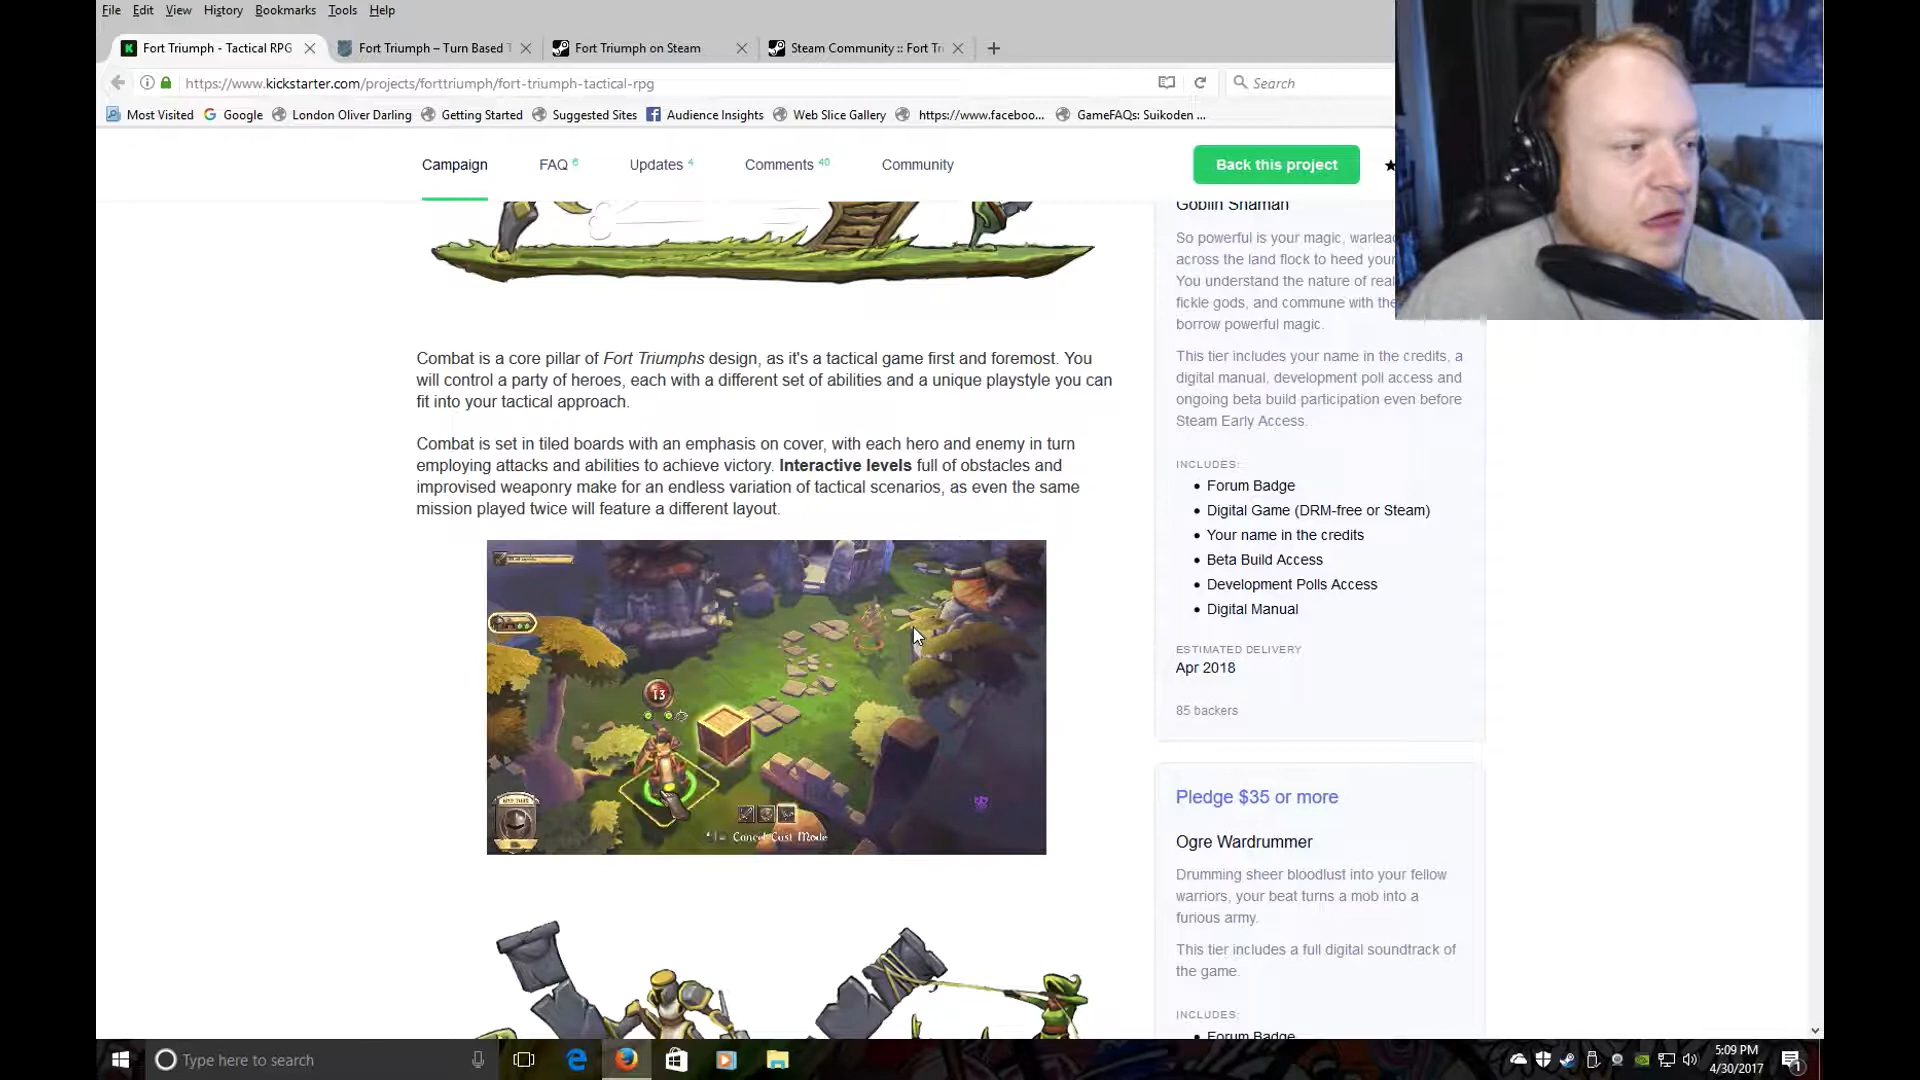 File Edit View History Bookmarks Tools Help
Fort Triumph - Tactical RPG
Fort Triumph – Turn Based T
Fort Triumph on Steam
Steam Community :: Fort Tri
https://www.kickstarter.com/projects/forttriumph/fort-triumph-tactical-rpg
Search
Most Visited Google London Oliver Darling Getting Started Suggested Sites Audience Insights Web Slice Gallery https://www.faceboo... GameFAQs: Suikoden ...
Campaign FAQ 6 Updates 4 Comments 40 Community
Back this project
Combat is a core pillar of Fort Triumphs design, as it's a tactical game first and foremost. You
will control a party of heroes, each with a different set of abilities and a unique playstyle you can
fit into your tactical approach.
Combat is set in tiled boards with an emphasis on cover, with each hero and enemy in turn
employing attacks and abilities to achieve victory. Interactive levels full of obstacles and
improvised weaponry make for an endless variation of tactical scenarios, as even the same
mission played twice will feature a different layout.
13
Cancel Cast Mode
Goblin Shaman
So powerful is your magic,
across the land flock to heed your
You understand the nature of
fickle gods, and commune with the
borrow powerful magic.
This tier includes your name in the credits, a
digital manual, development poll access and
ongoing beta build participation even before
Steam Early Access.
INCLUDES:
Forum Badge
Digital Game (DRM-free or Steam)
Your name in the credits
Beta Build Access
Development Polls Access
Digital Manual
ESTIMATED DELIVERY
Apr 2018
85 backers
Pledge $35 or more
Ogre Wardrummer
Drumming sheer bloodlust into your fellow
warriors, your beat turns a mob into a
furious army.
This tier includes a full digital soundtrack of
the game.
INCLUDES:
Forum Badge
Type here to search
5:09 PM
4/30/2017
1